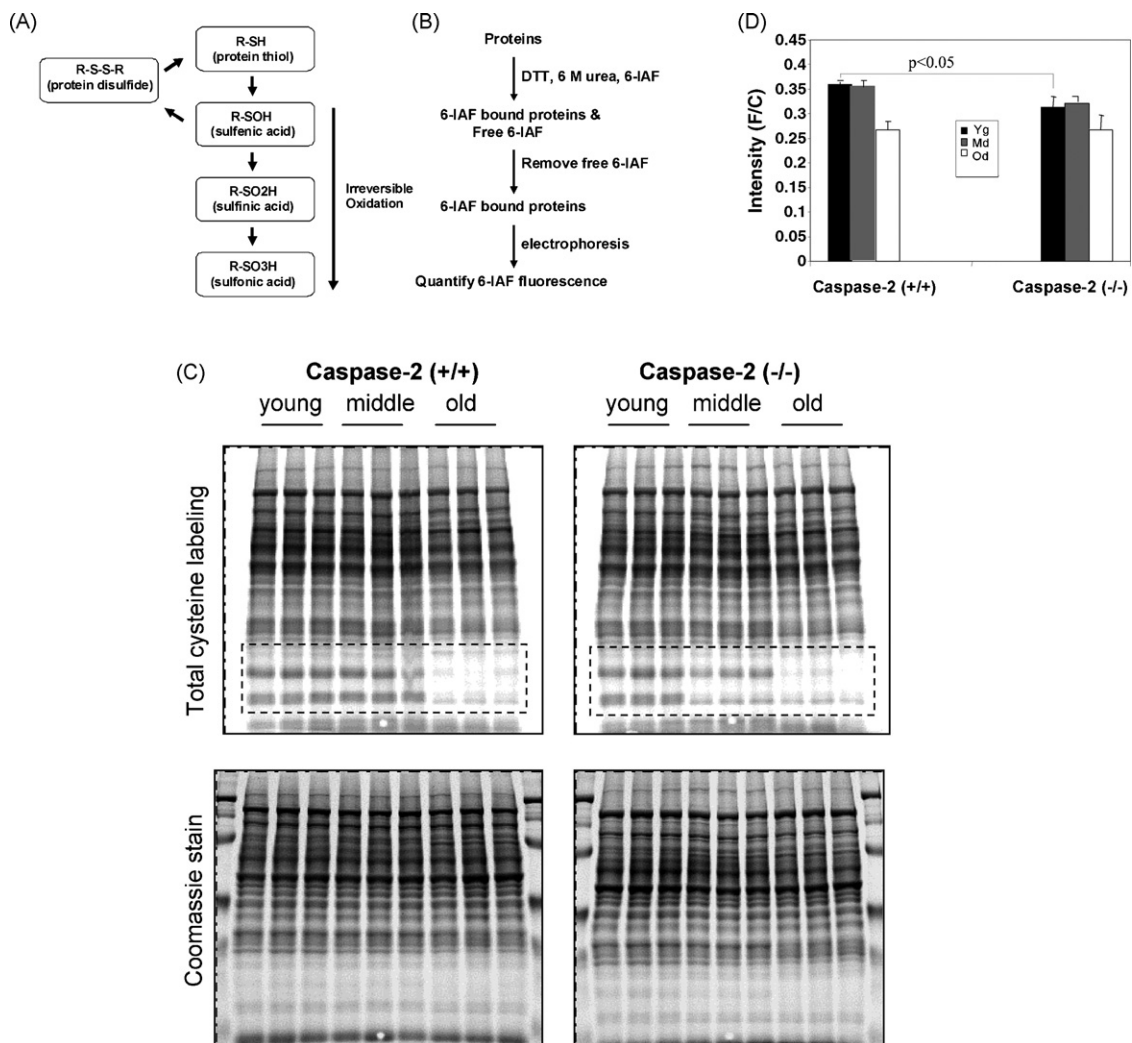 (A)
R-S-S-R
(protein disulfide)
R-SH
(protein thiol)
R-SOH
(sulfenic acid)
R-SO2H
(sulfinic acid)
R-SO3H
(sulfonic acid)
Irreversible
Oxidation
(B)
Proteins
DTT, 6 M urea, 6-IAF
6-IAF bound proteins &
Free 6-IAF
Remove free 6-IAF
6-IAF bound proteins
electrophoresis
Quantify 6-IAF fluorescence
(D)
Intensity (F/C)
0.45
0.4
0.35
0.3
0.25
0.2
0.15
0.1
0.35
0
p<0.05
Yg
Md
Od
Caspase-2 (+/+)
Caspase-2 (-/-)
(C)
Caspase-2 (+/+)
young middle old
Caspase-2 (-/-)
young middle old
Total cysteine labeling
Coomassie stain